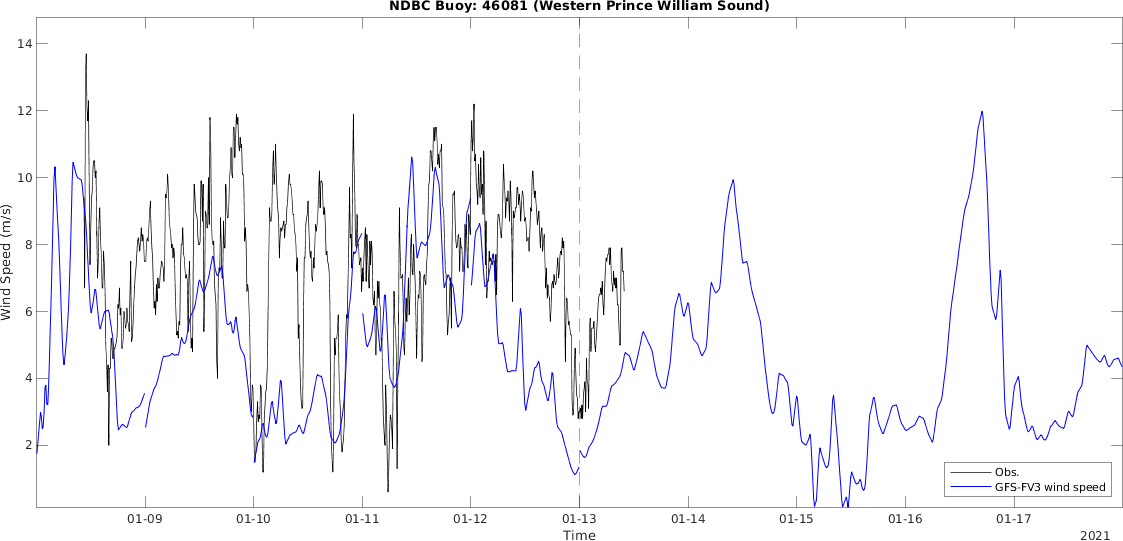 NDBC Buoy: 46081 (Western Prince William Sound)
Wind Speed (m/s)
14
12
10
8
6
4
2
Obs.
GFS-FV3 wind speed
01-09 01-10 01-11 01-12 01-13 01-14 01-15 01-16 01-17
Time
2021